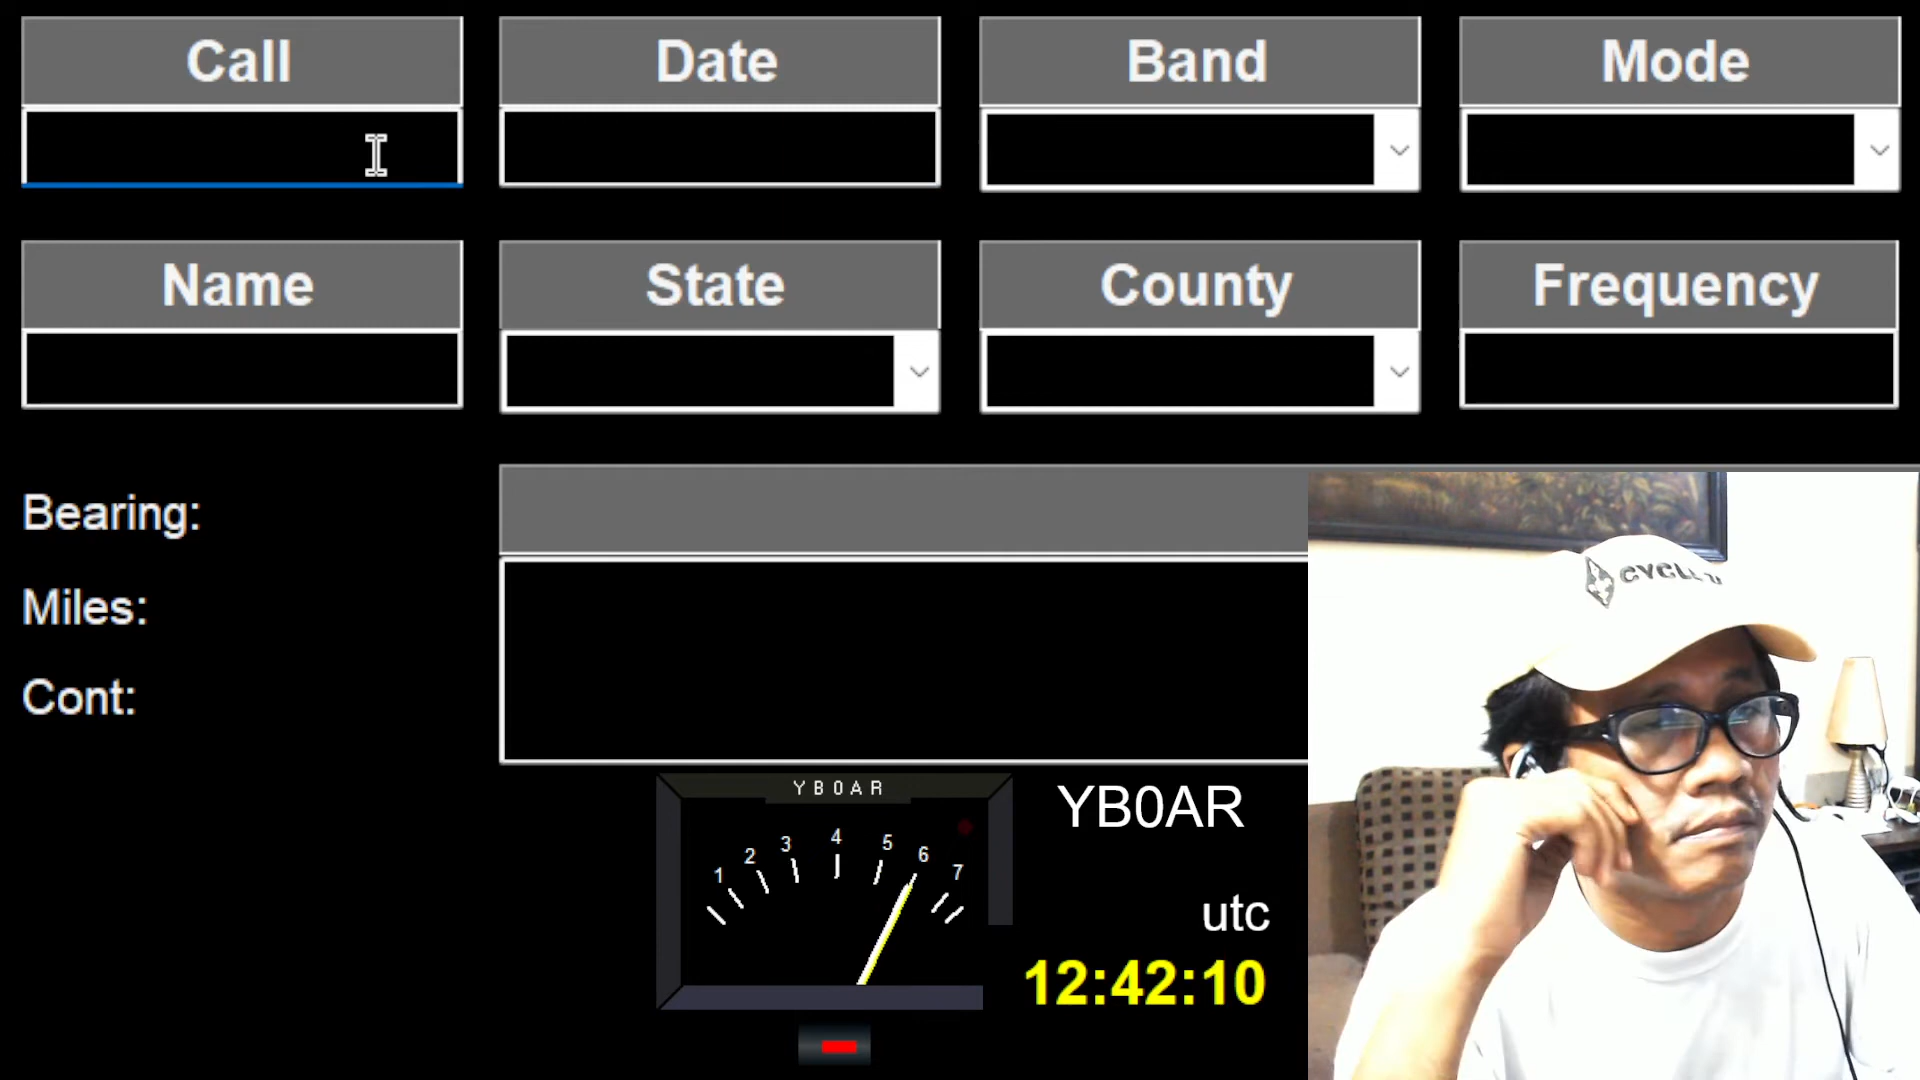 Call Date Band Mode
Name State County Frequency
Bearing:
Miles:
Cont:
YB0AR
1 2 3 4 5 6 7
YB0AR
utc
12:42:10